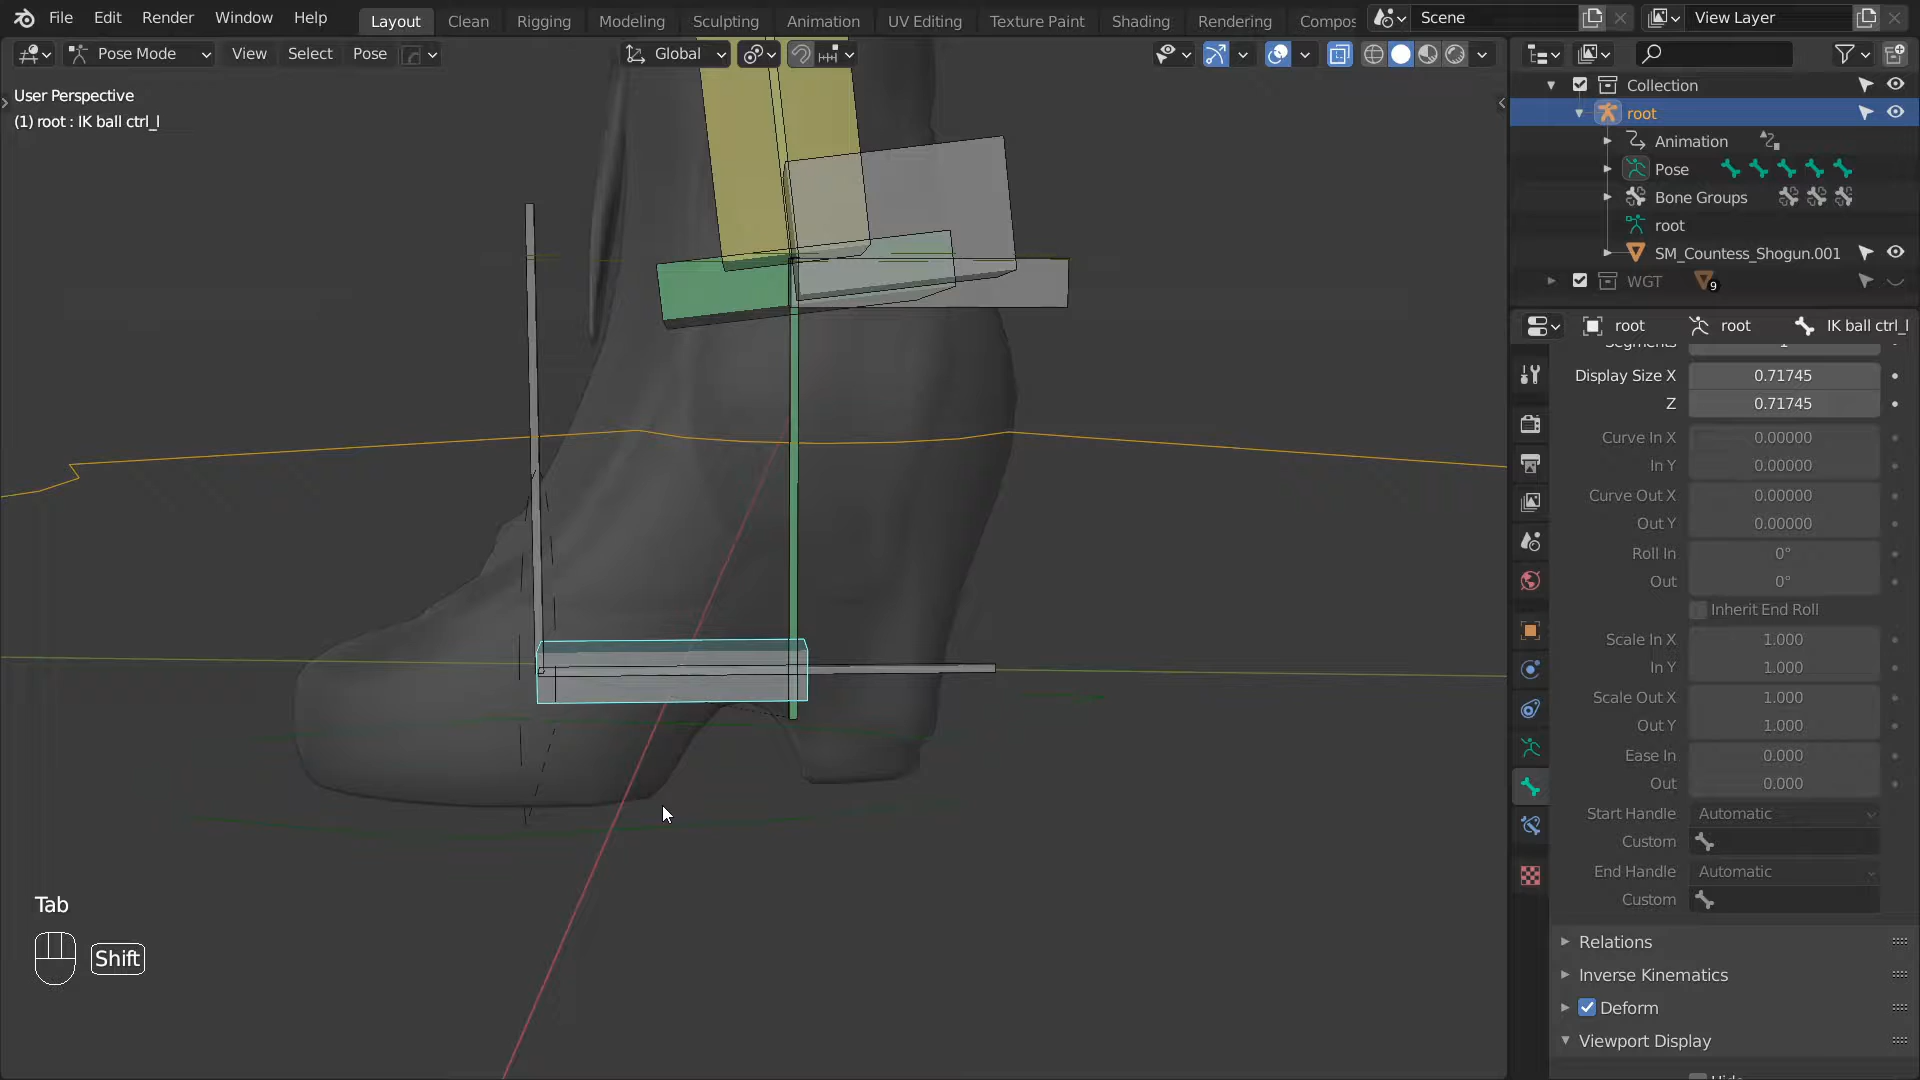 File Edit Render Window Help
Layout Clean Rigging Modeling Sculpting Animation UV Editing Texture Paint Shading Rendering Compos
Scene
View Layer
Pose Mode View Select Pose
Global
User Perspective
(1) root : IK ball ctrl_l
Collection
root
Animation
Pose
Bone Groups
root
SM_Countess_Shogun.001
WGT
9
root root IK ball ctrl_l
Display Size X 0.71745
Z 0.71745
Curve In X 0.00000
In Y 0.00000
Curve Out X 0.00000
Out Y 0.00000
Roll In 0°
Out 0°
Inherit End Roll
Scale In X 1.000
In Y 1.000
Scale Out X 1.000
Out Y 1.000
Ease In 0.000
Out 0.000
Start Handle Automatic
Custom
End Handle Automatic
Custom
Relations
Inverse Kinematics
Deform
Viewport Display
Tab
Shift